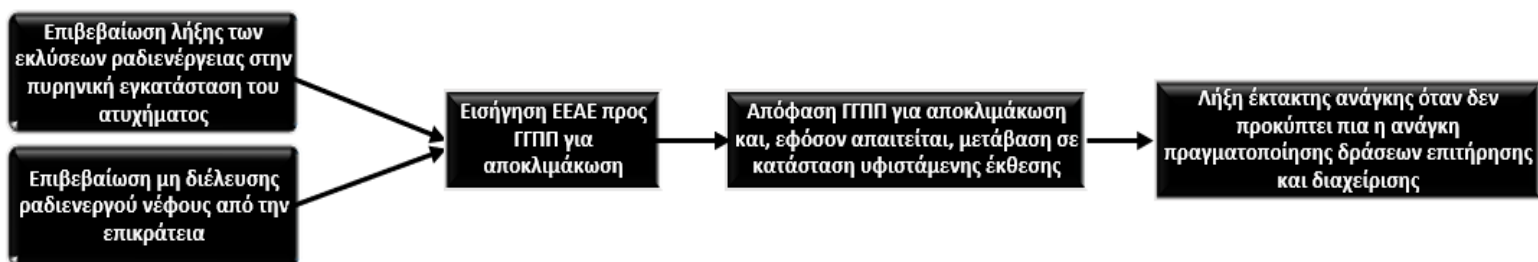 Επιβεβαίωση λήξης των
εκλύσεων ραδιενέργειας στην
πυρηνική εγκατάσταση του
ατυχήματος
Επιβεβαίωση μη διέλευσης
ραδιενεργού νέφους από την
επικράτεια
Εισήγηση ΕΕΑΕ προς
ΓΓΠΠ για
αποκλιμάκωση
Απόφαση ΓΓΠΠ για αποκλιμάκωση
και, εφόσον απαιτείται, μετάβαση σε
κατάσταση υφιστάμενης έκθεσης
Λήξη έκτακτης ανάγκης όταν δεν
προκύπτει πια η ανάγκη
πραγματοποίησης δράσεων επιτήρησης
και διαχείρισης